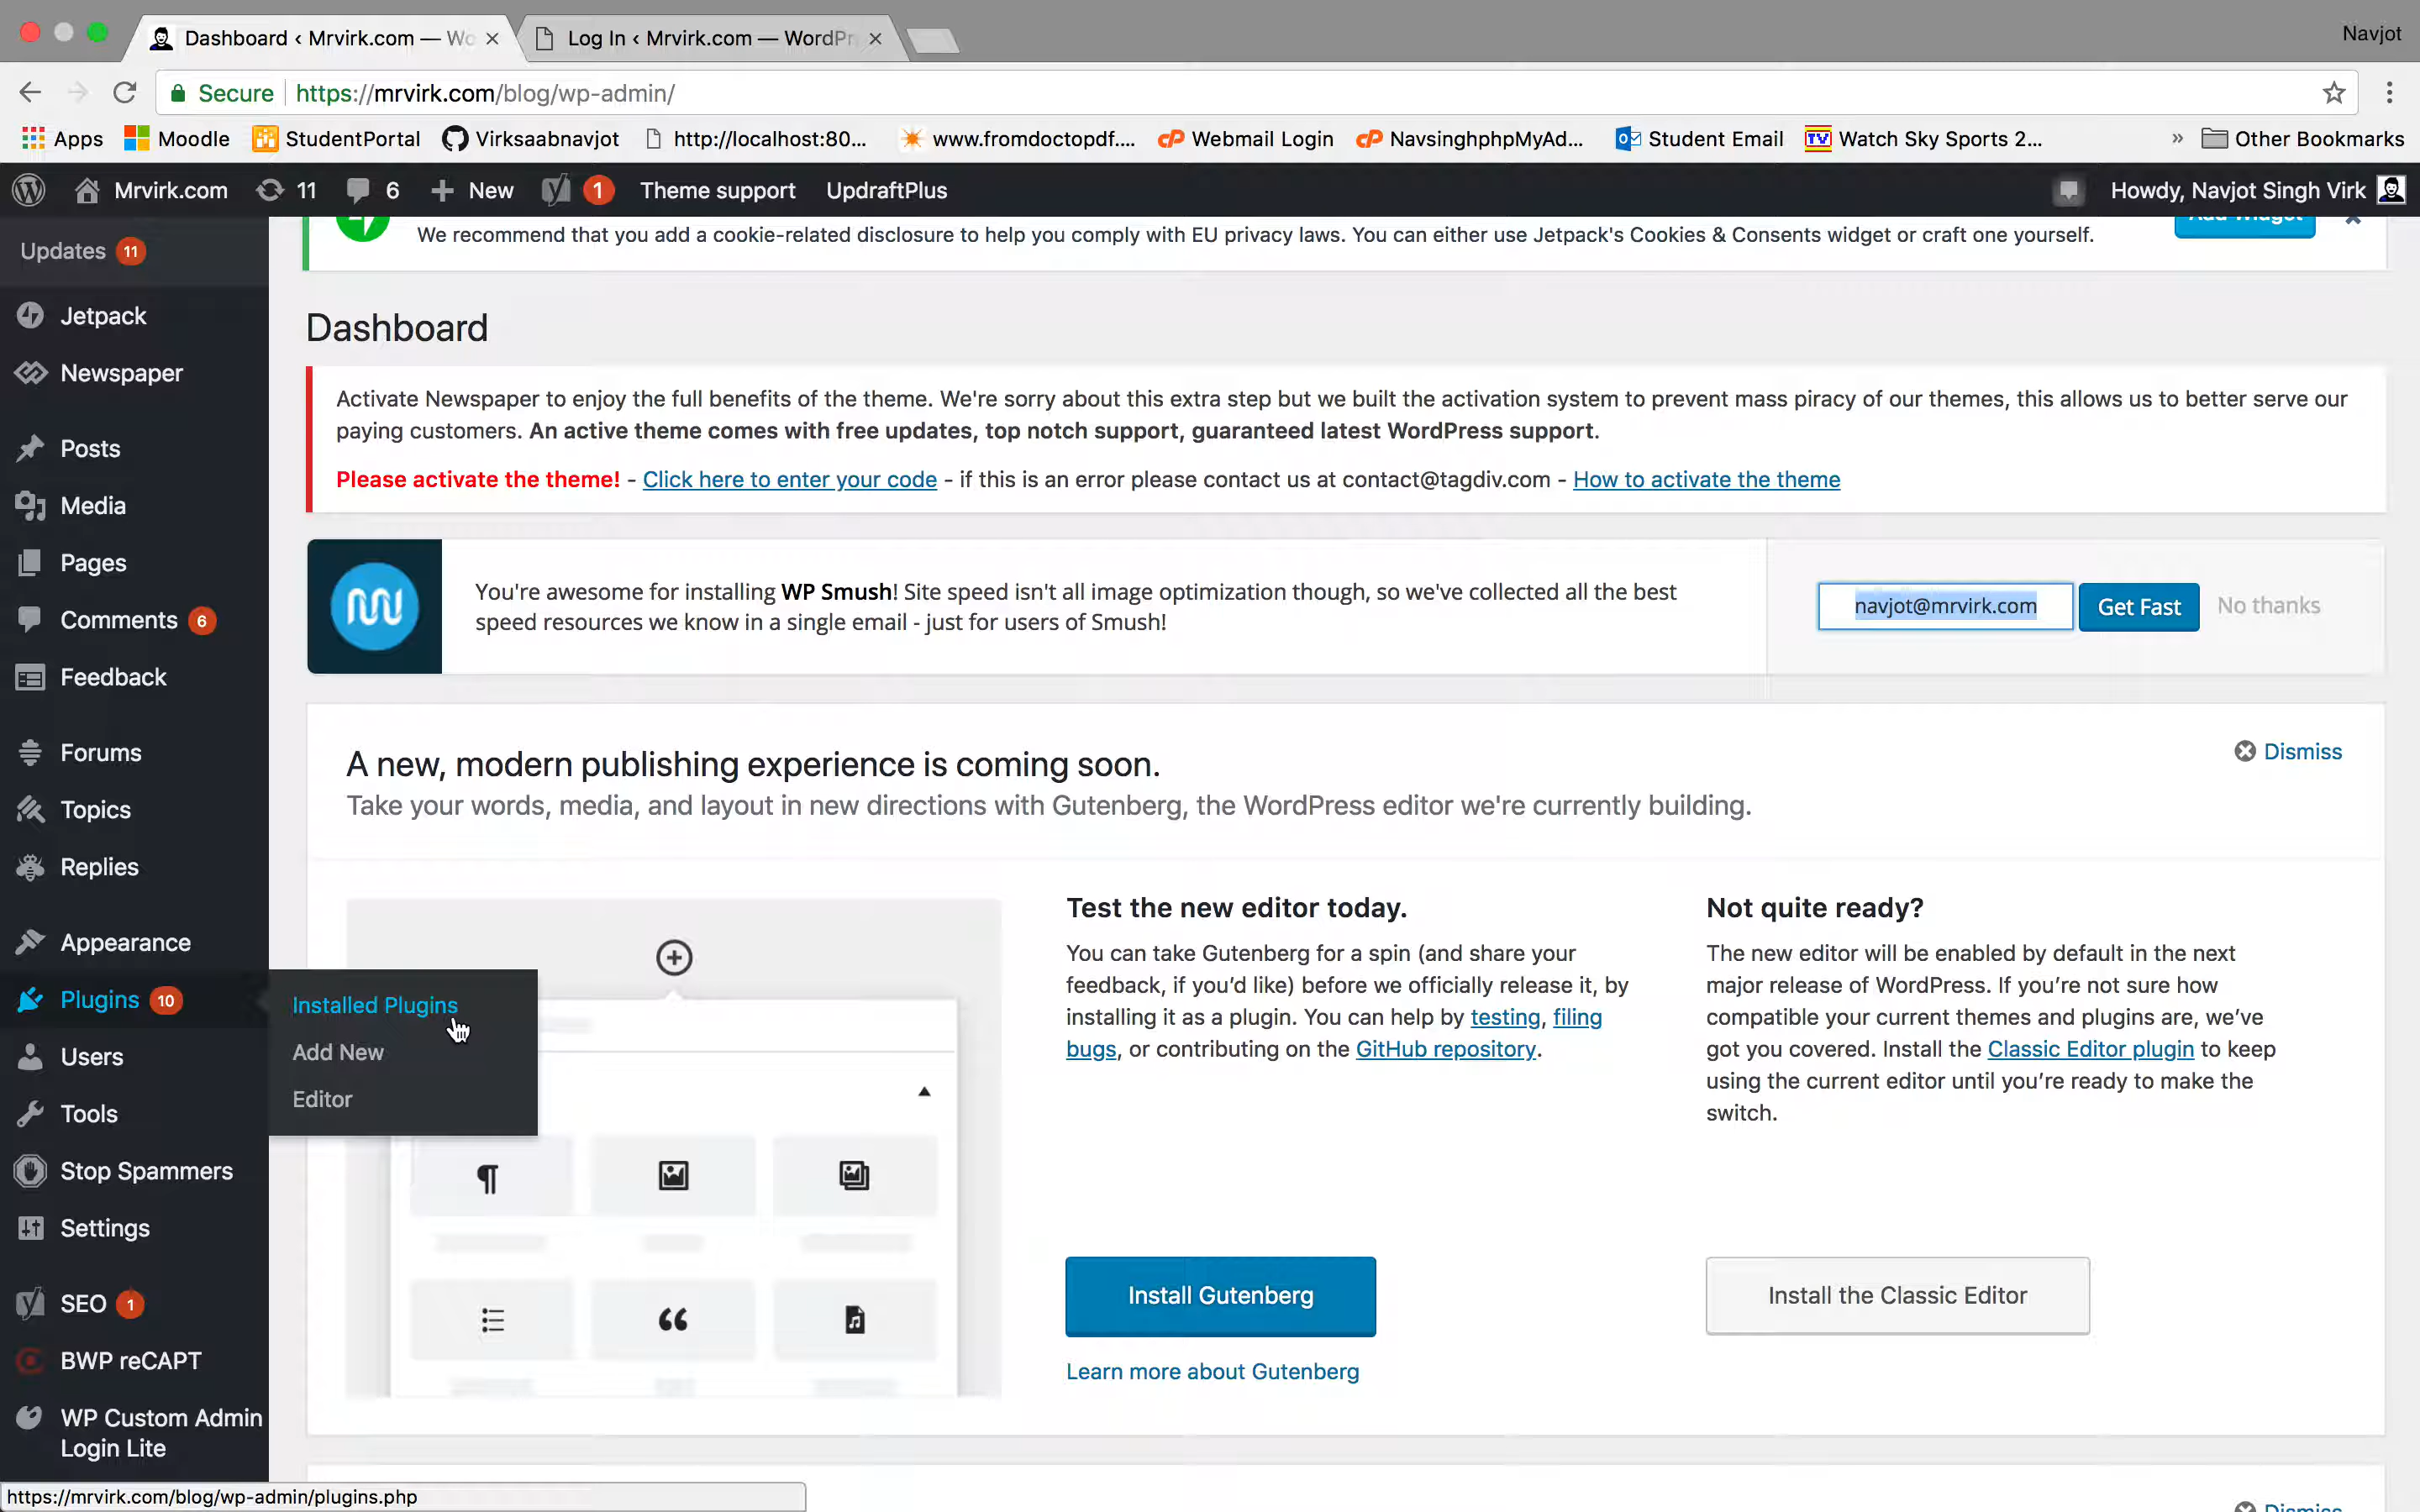 Navjot
Dashboard ‹ Mrvirk.com — Wo
Log In ‹ Mrvirk.com — WordPr
Secure
https://mrvirk.com/blog/wp-admin/
Apps
Moodle
StudentPortal
Virksaabnavjot
http://localhost:80...
www.fromdoctopdf....
Webmail Login
NavsinghphpMyAd...
Student Email
Watch Sky Sports 2...
»
Other Bookmarks
Mrvirk.com
11
6
New
1
Theme support
UpdraftPlus
Howdy, Navjot Singh Virk
Updates 11
Jetpack
Newspaper
Posts
Media
Pages
Comments 6
Feedback
Forums
Topics
Replies
Appearance
Plugins 10
Users
Tools
Stop Spammers
Settings
SEO 1
BWP reCAPT
WP Custom Admin
Login Lite
Installed Plugins
Add New
Editor
We recommend that you add a cookie-related disclosure to help you comply with EU privacy laws. You can either use Jetpack's Cookies & Consents widget or craft one yourself.
Add Widget
Dashboard
Activate Newspaper to enjoy the full benefits of the theme. We're sorry about this extra step but we built the activation system to prevent mass piracy of our themes, this allows us to better serve our
paying customers. An active theme comes with free updates, top notch support, guaranteed latest WordPress support.
Please activate the theme! - Click here to enter your code - if this is an error please contact us at contact@tagdiv.com - How to activate the theme
You're awesome for installing WP Smush! Site speed isn't all image optimization though, so we've collected all the best
speed resources we know in a single email - just for users of Smush!
navjot@mrvirk.com
Get Fast
No thanks
A new, modern publishing experience is coming soon.
Dismiss
Take your words, media, and layout in new directions with Gutenberg, the WordPress editor we're currently building.
Test the new editor today.
You can take Gutenberg for a spin (and share your
feedback, if you'd like) before we officially release it, by
installing it as a plugin. You can help by testing, filing
bugs, or contributing on the GitHub repository.
Install Gutenberg
Learn more about Gutenberg
Not quite ready?
The new editor will be enabled by default in the next
major release of WordPress. If you're not sure how
compatible your current themes and plugins are, we've
got you covered. Install the Classic Editor plugin to keep
using the current editor until you're ready to make the
switch.
Install the Classic Editor
Dismiss
https://mrvirk.com/blog/wp-admin/plugins.php